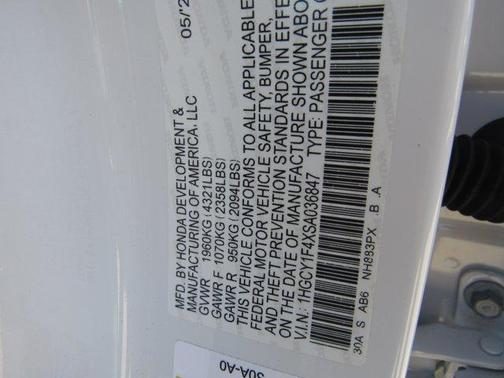 05/2
MFD. BY HONDA DEVELOPMENT &
MANUFACTURING OF AMERICA, LLC
GVWR 1960KG (4321LBS)
GAWR F 1070KG (2358LBS)
GAWR R 950KG (2094LBS)
THIS VEHICLE CONFORMS TO ALL APPLICABLE
FEDERAL MOTOR VEHICLE SAFETY, BUMPER,
AND THEFT PREVENTION STANDARDS IN EFFE
ON THE DATE OF MANUFACTURE SHOWN ABO
V.I.N.: 1HGCY1F4XSA036847 TYPE: PASSENGER
30A S AB6 NH883PX B A
30A-A0